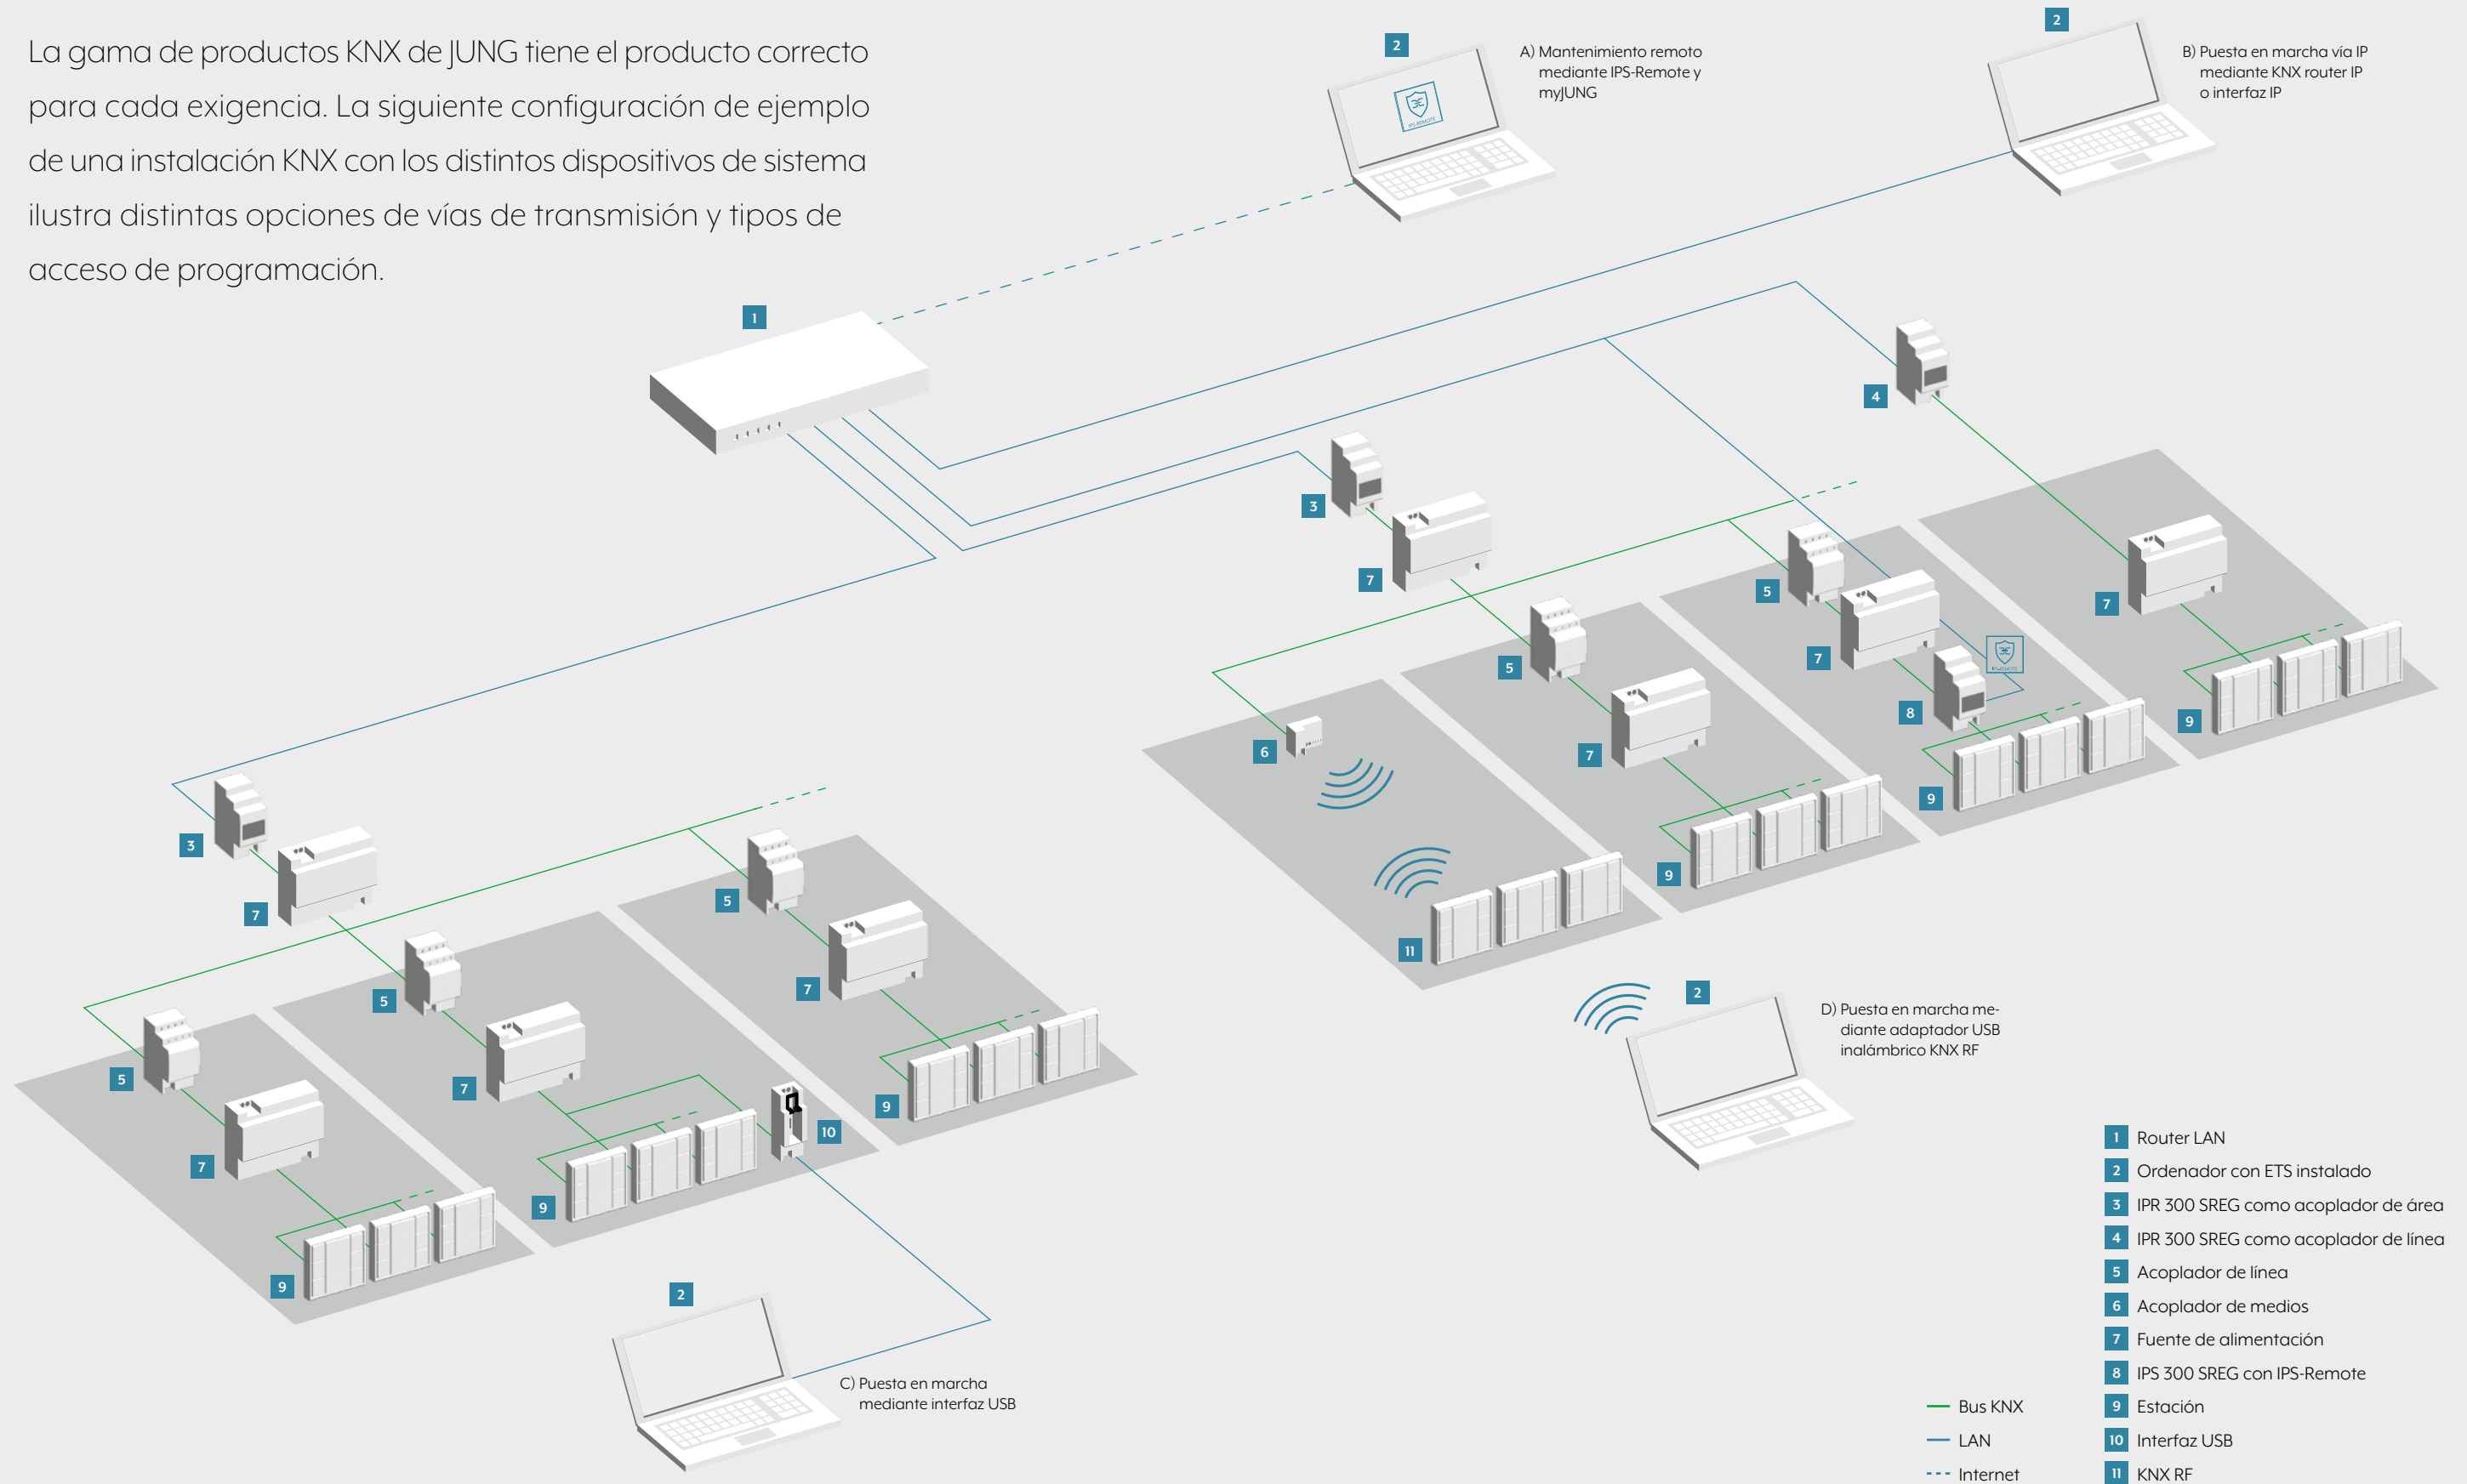 La gama de productos KNX de JUNG tiene el producto correcto
para cada exigencia. La siguiente configuración de ejemplo
de una instalación KNX con los distintos dispositivos de sistema
ilustra distintas opciones de vías de transmisión y tipos de
acceso de programación.
2
A) Mantenimiento remoto
mediante IPS-Remote y
myJUNG
IPS-REMOTE
2
B) Puesta en marcha vía IP
mediante KNX router IP
o interfaz IP
1
4
3
7
5
7
5
7
IPS-REMOTE
8
9
6
7
9
9
11
3
7
5
5
7
5
7
9
10
7
9
9
2
D) Puesta en marcha me-
diante adaptador USB
inalámbrico KNX RF
2
C) Puesta en marcha
mediante interfaz USB
Bus KNX
LAN
Internet
1 Router LAN
2 Ordenador con ETS instalado
3 IPR 300 SREG como acoplador de área
4 IPR 300 SREG como acoplador de línea
5 Acoplador de línea
6 Acoplador de medios
7 Fuente de alimentación
8 IPS 300 SREG con IPS-Remote
9 Estación
10 Interfaz USB
11 KNX RF